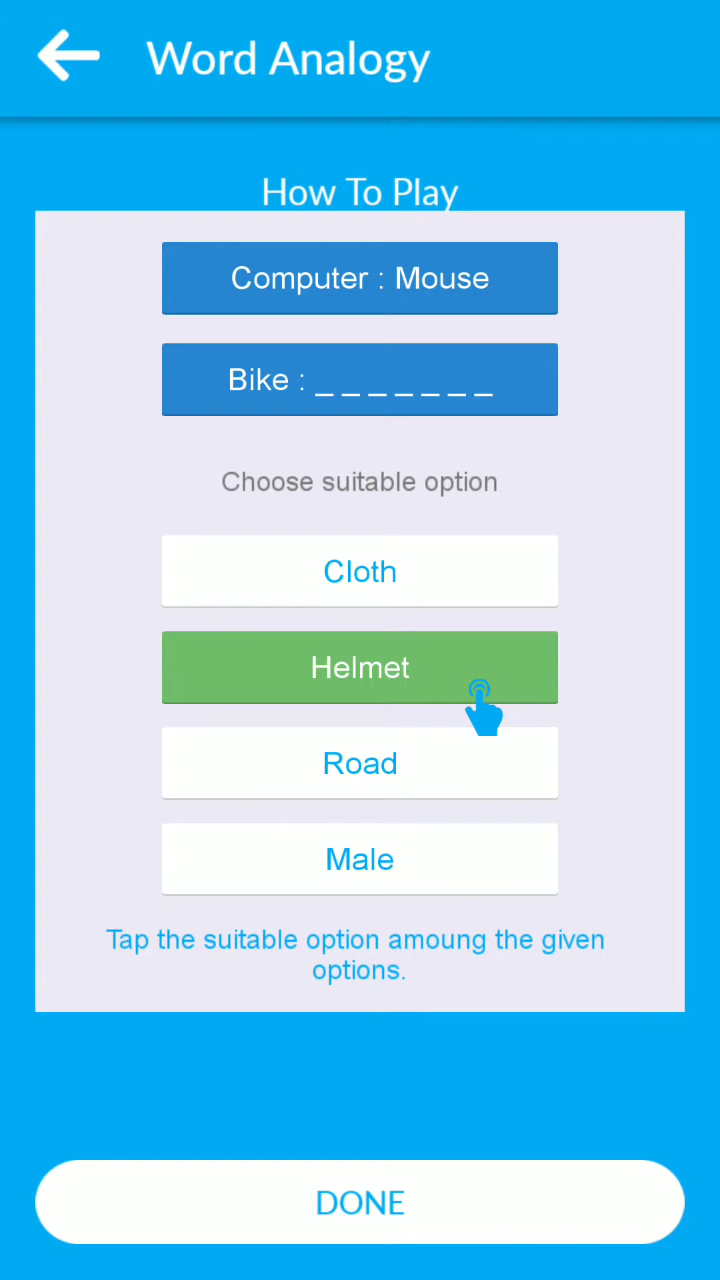 Word Analogy
How To Play
Computer : Mouse
Bike : _ _ _ _ _ _ _
Choose suitable option
Cloth
Helmet
Road
Male
Tap the suitable option amoung the given
options.
DONE